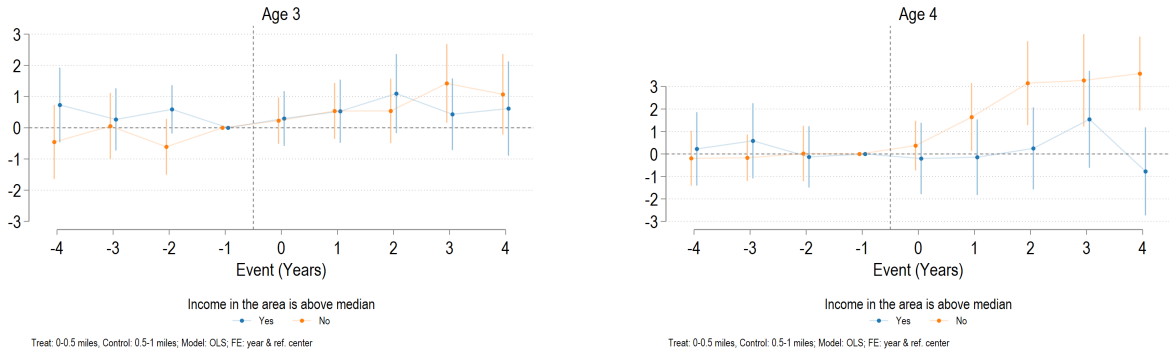 Age 3
3
2
1
0
-1
-2
-3
-4 -3 -2 -1 0 1 2 3 4
Event (Years)
Income in the area is above median
Yes No
Treat: 0-0.5 miles, Control: 0.5-1 miles; Model: OLS; FE: year & ref. center
Age 4
3
2
1
0
-1
-2
-3
-4 -3 -2 -1 0 1 2 3 4
Event (Years)
Income in the area is above median
Yes No
Treat: 0-0.5 miles, Control: 0.5-1 miles; Model: OLS; FE: year & ref. center